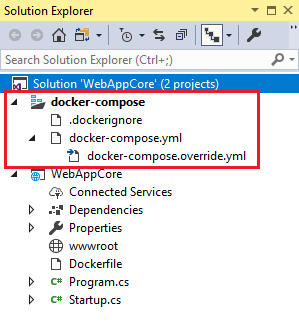 Solution Explorer
Search Solution Explorer (Ctrl+;)
Solution 'WebAppCore' (2 projects)
docker-compose
.dockerignore
docker-compose.yml
docker-compose.override.yml
WebAppCore
Connected Services
Dependencies
Properties
wwwroot
Dockerfile
C# Program.cs
C# Startup.cs